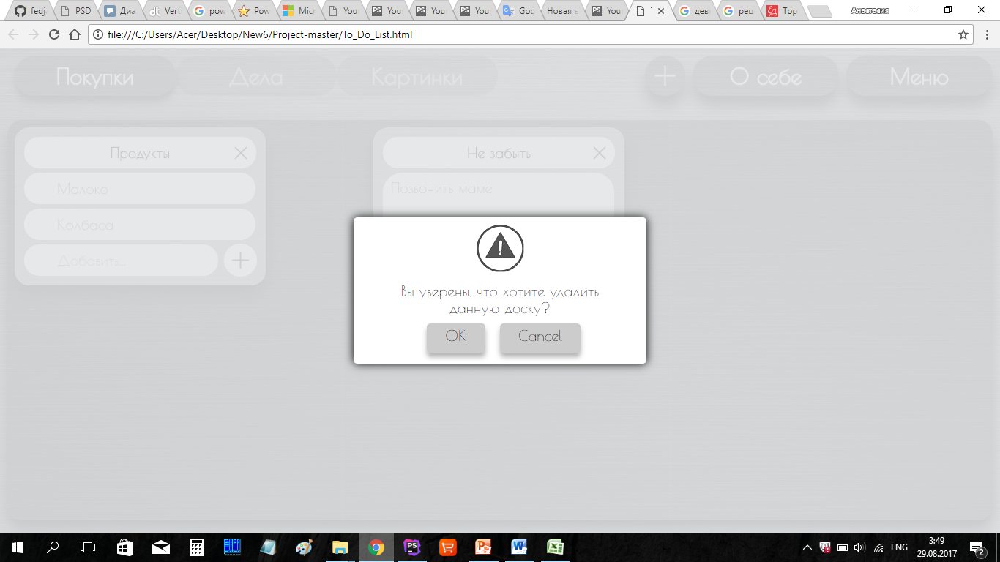 fedj
PSD
Диа
Vert
pow
Pow
Micr
You
You
You
You
Goo
Новая в
You
дев
рец
Тор
Анастасия
file:///C:/Users/Acer/Desktop/New6/Project-master/To_Do_List.html
Покупки
Дела
Картинки
О себе
Меню
Продукты
Не забыть
Молоко
Позвонить маме
Колбаса
Добавить...
Вы уверены, что хотите удалить
данную доску?
OK
Cancel
ENG
3:49
29.08.2017
2